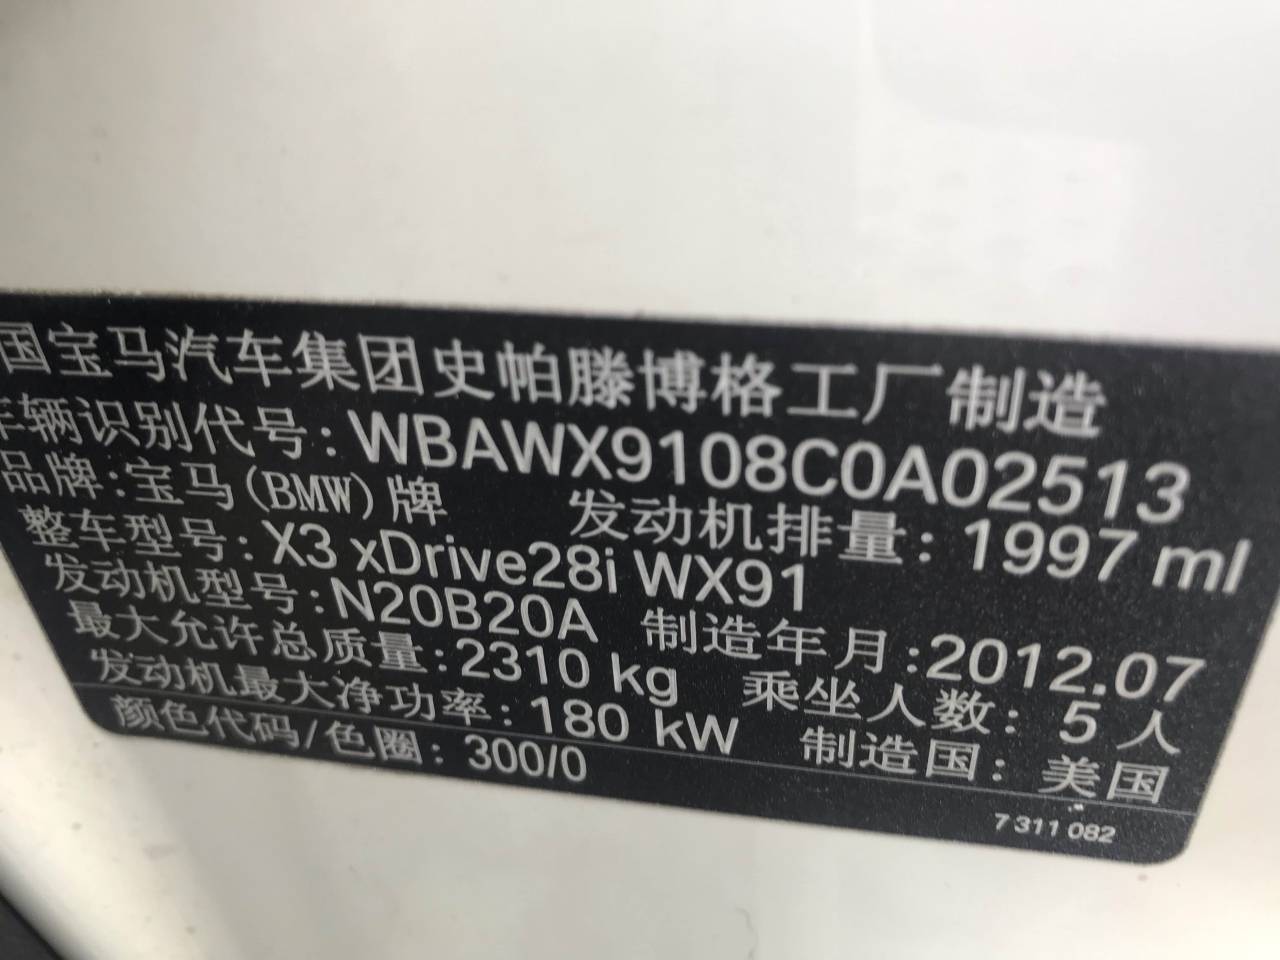 国宝马汽车集团史帕滕博格工厂制造
车辆识别代号: WBAWX9108C0A02513
品牌: 宝马(BMW)牌 发动机排量: 1997 ml
整车型号: X3 xDrive28i WX91
发动机型号: N20B20A 制造年月: 2012.07
最大允许总质量: 2310 kg 乘坐人数: 5 人
发动机最大净功率: 180 kW 制造国: 美国
颜色代码/色圈: 300/0
7 311 082